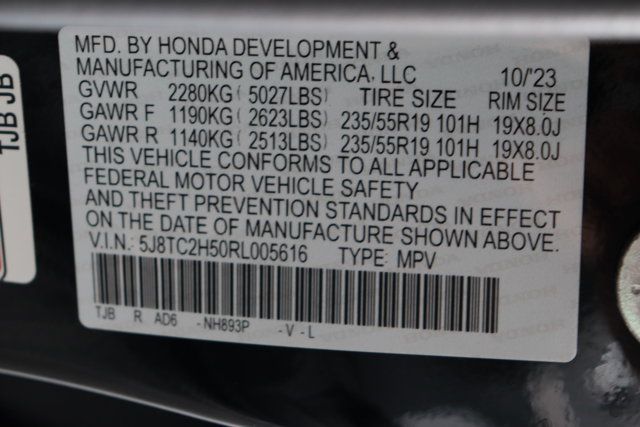 MFD. BY HONDA DEVELOPMENT &
MANUFACTURING OF AMERICA, LLC 10/'23
GVWR 2280KG ( 5027LBS) TIRE SIZE RIM SIZE
GAWR F 1190KG ( 2623LBS) 235/55R19 101H 19X8.0J
GAWR R 1140KG ( 2513LBS) 235/55R19 101H 19X8.0J
THIS VEHICLE CONFORMS TO ALL APPLICABLE
FEDERAL MOTOR VEHICLE SAFETY
AND THEFT PREVENTION STANDARDS IN EFFECT
ON THE DATE OF MANUFACTURE SHOWN ABOVE.
V.I.N.: 5J8TC2H50RL005616 TYPE: MPV
TJB R AD6 -NH893P -V-L
TJB JB